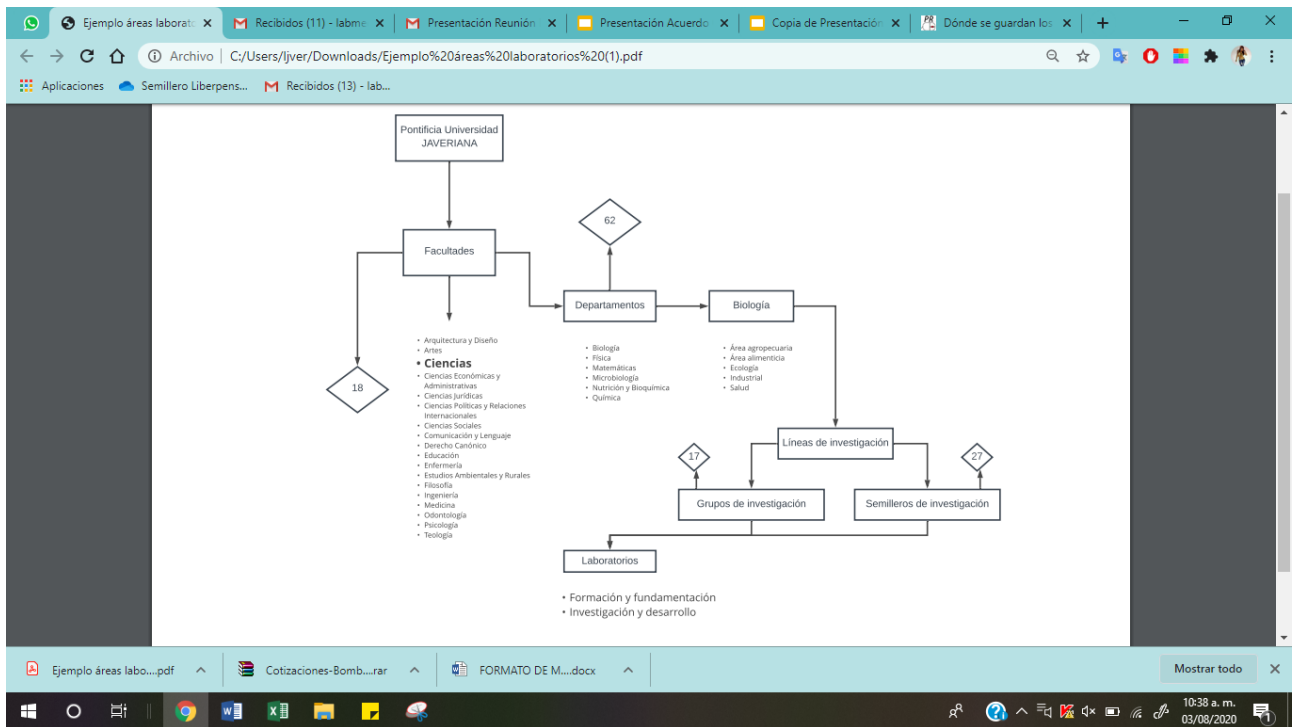 Ejemplo áreas laborato
Recibidos (11) - labme
Presentación Reunión
Presentación Acuerdo
Copia de Presentación
Dónde se guardan los
Archivo
C:/Users/ljver/Downloads/Ejemplo%20áreas%20laboratorios%20(1).pdf
Aplicaciones
Semillero Liberpens...
Recibidos (13) - lab...
Pontificia Universidad
JAVERIANA
62
Facultades
Departamentos
Biología
• Arquitectura y Diseño
• Artes
• Ciencias
• Ciencias Económicas y
Administrativas
• Ciencias Jurídicas
• Ciencias Políticas y Relaciones
Internacionales
• Ciencias Sociales
• Comunicación y Lenguaje
• Derecho Canónico
• Educación
• Enfermería
• Estudios Ambientales y Rurales
• Filosofía
• Ingeniería
• Medicina
• Odontología
• Psicología
• Teología
18
• Biología
• Física
• Matemáticas
• Microbiología
• Nutrición y Bioquímica
• Química
• Área agropecuaria
• Área alimenticia
• Ecología
• Industrial
• Salud
Líneas de investigación
17
27
Grupos de investigación
Semilleros de investigación
Laboratorios
• Formación y fundamentación
• Investigación y desarrollo
Ejemplo áreas labo....pdf
Cotizaciones-Bomb....rar
FORMATO DE M....docx
Mostrar todo
10:38 a. m.
03/08/2020